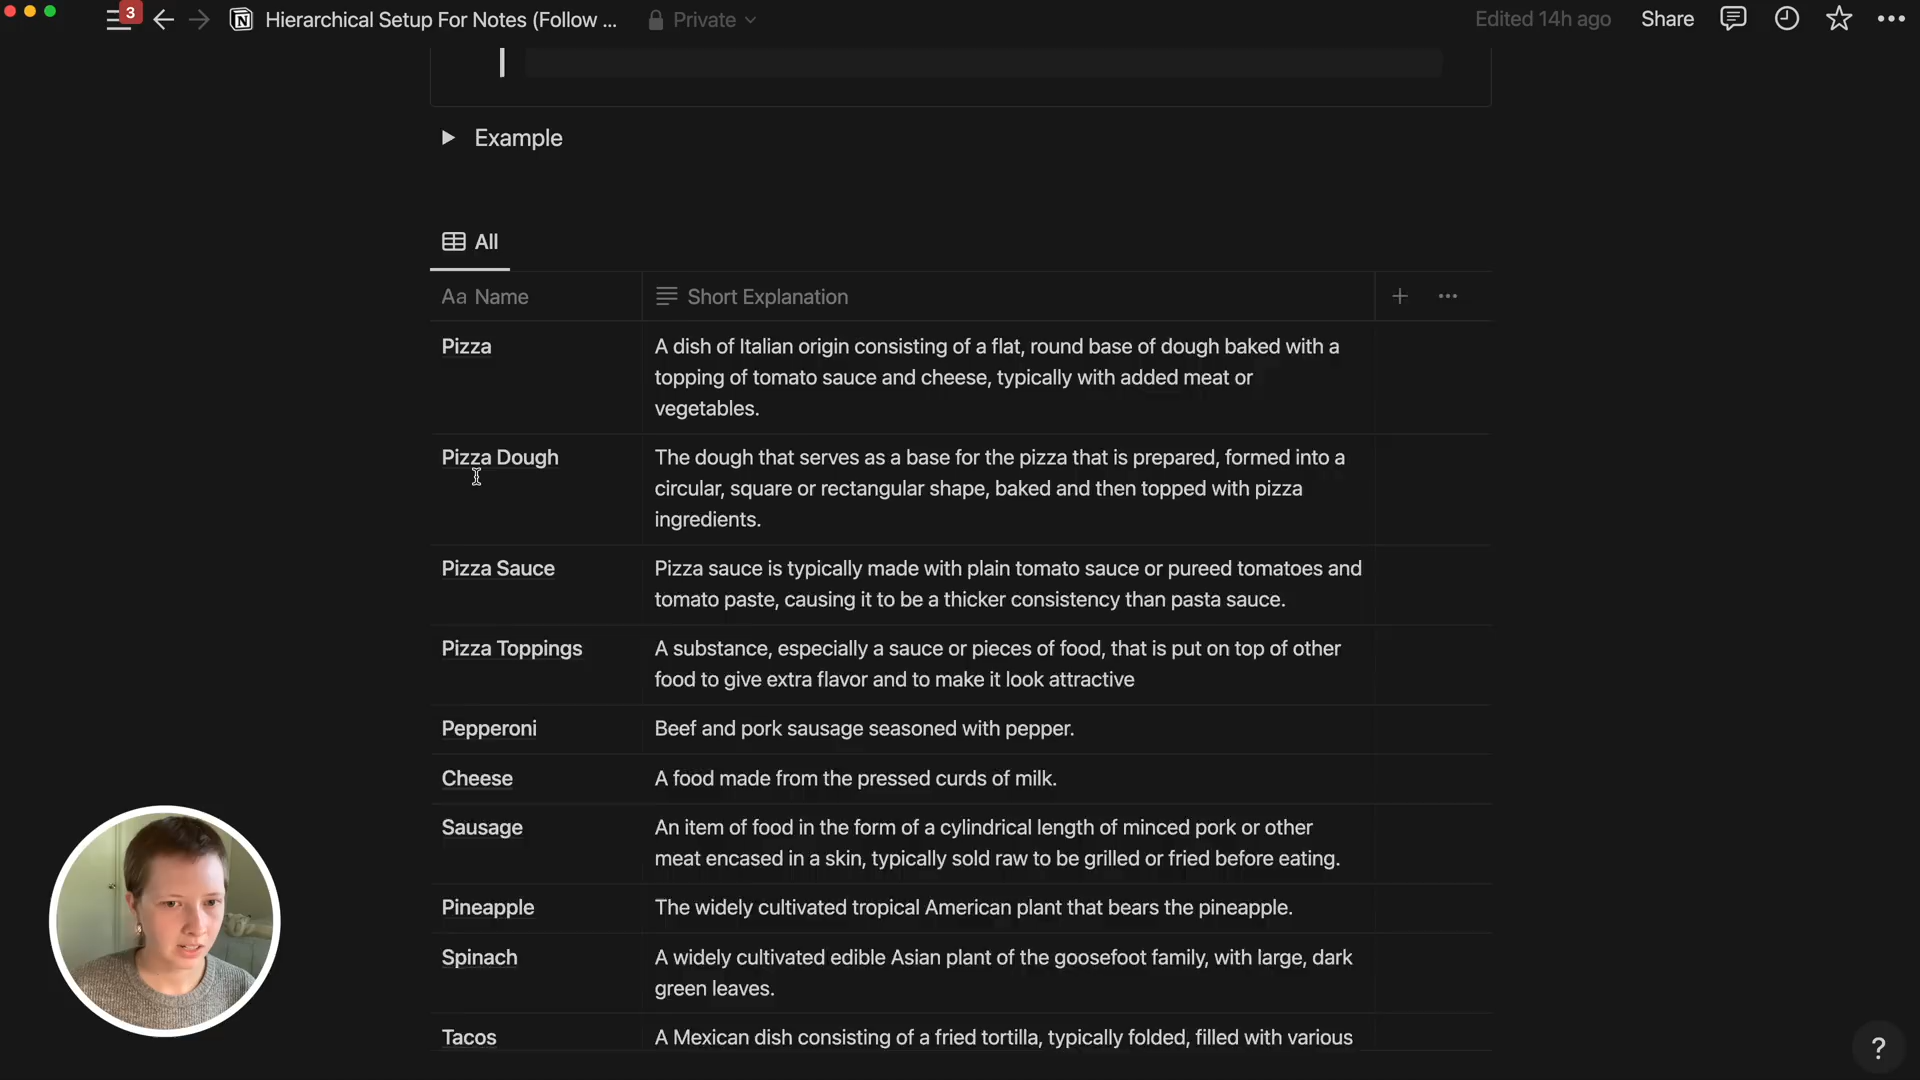 3
Hierarchical Setup For Notes (Follow ...
Private
Edited 14h ago
Share
Example
All
Aa Name
Short Explanation
Pizza
A dish of Italian origin consisting of a flat, round base of dough baked with a
topping of tomato sauce and cheese, typically with added meat or
vegetables.
Pizza Dough
The dough that serves as a base for the pizza that is prepared, formed into a
circular, square or rectangular shape, baked and then topped with pizza
ingredients.
Pizza Sauce
Pizza sauce is typically made with plain tomato sauce or pureed tomatoes and
tomato paste, causing it to be a thicker consistency than pasta sauce.
Pizza Toppings
A substance, especially a sauce or pieces of food, that is put on top of other
food to give extra flavor and to make it look attractive
Pepperoni
Beef and pork sausage seasoned with pepper.
Cheese
A food made from the pressed curds of milk.
Sausage
An item of food in the form of a cylindrical length of minced pork or other
meat encased in a skin, typically sold raw to be grilled or fried before eating.
Pineapple
The widely cultivated tropical American plant that bears the pineapple.
Spinach
A widely cultivated edible Asian plant of the goosefoot family, with large, dark
green leaves.
Tacos
A Mexican dish consisting of a fried tortilla, typically folded, filled with various
?